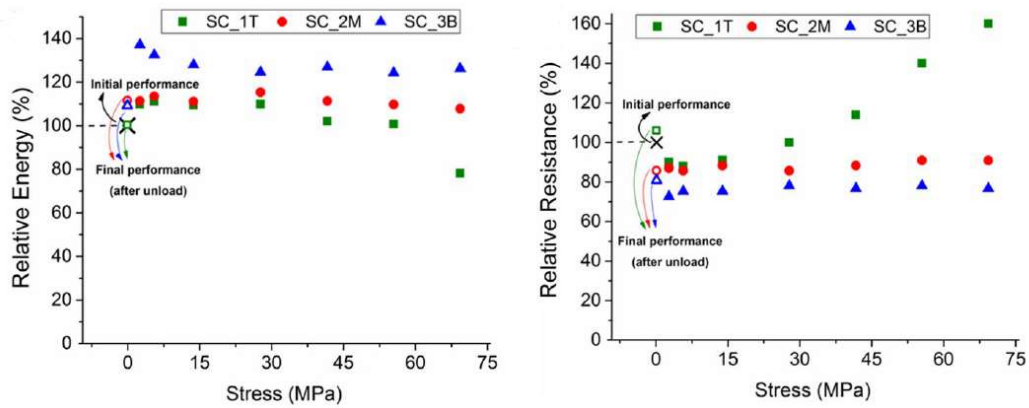 SC_1T SC_2M SC_3B
Relative Energy (%)
140
120
100
80
60
40
20
0
Initial performance
Final performance
(after unload)
0 15 30 45 60 75
Stress (MPa)
SC_1T SC_2M SC_3B
Relative Resistance (%)
160
140
120
100
80
60
40
20
0
Initial performance
Final performance
(after unload)
0 15 30 45 60 75
Stress (MPa)